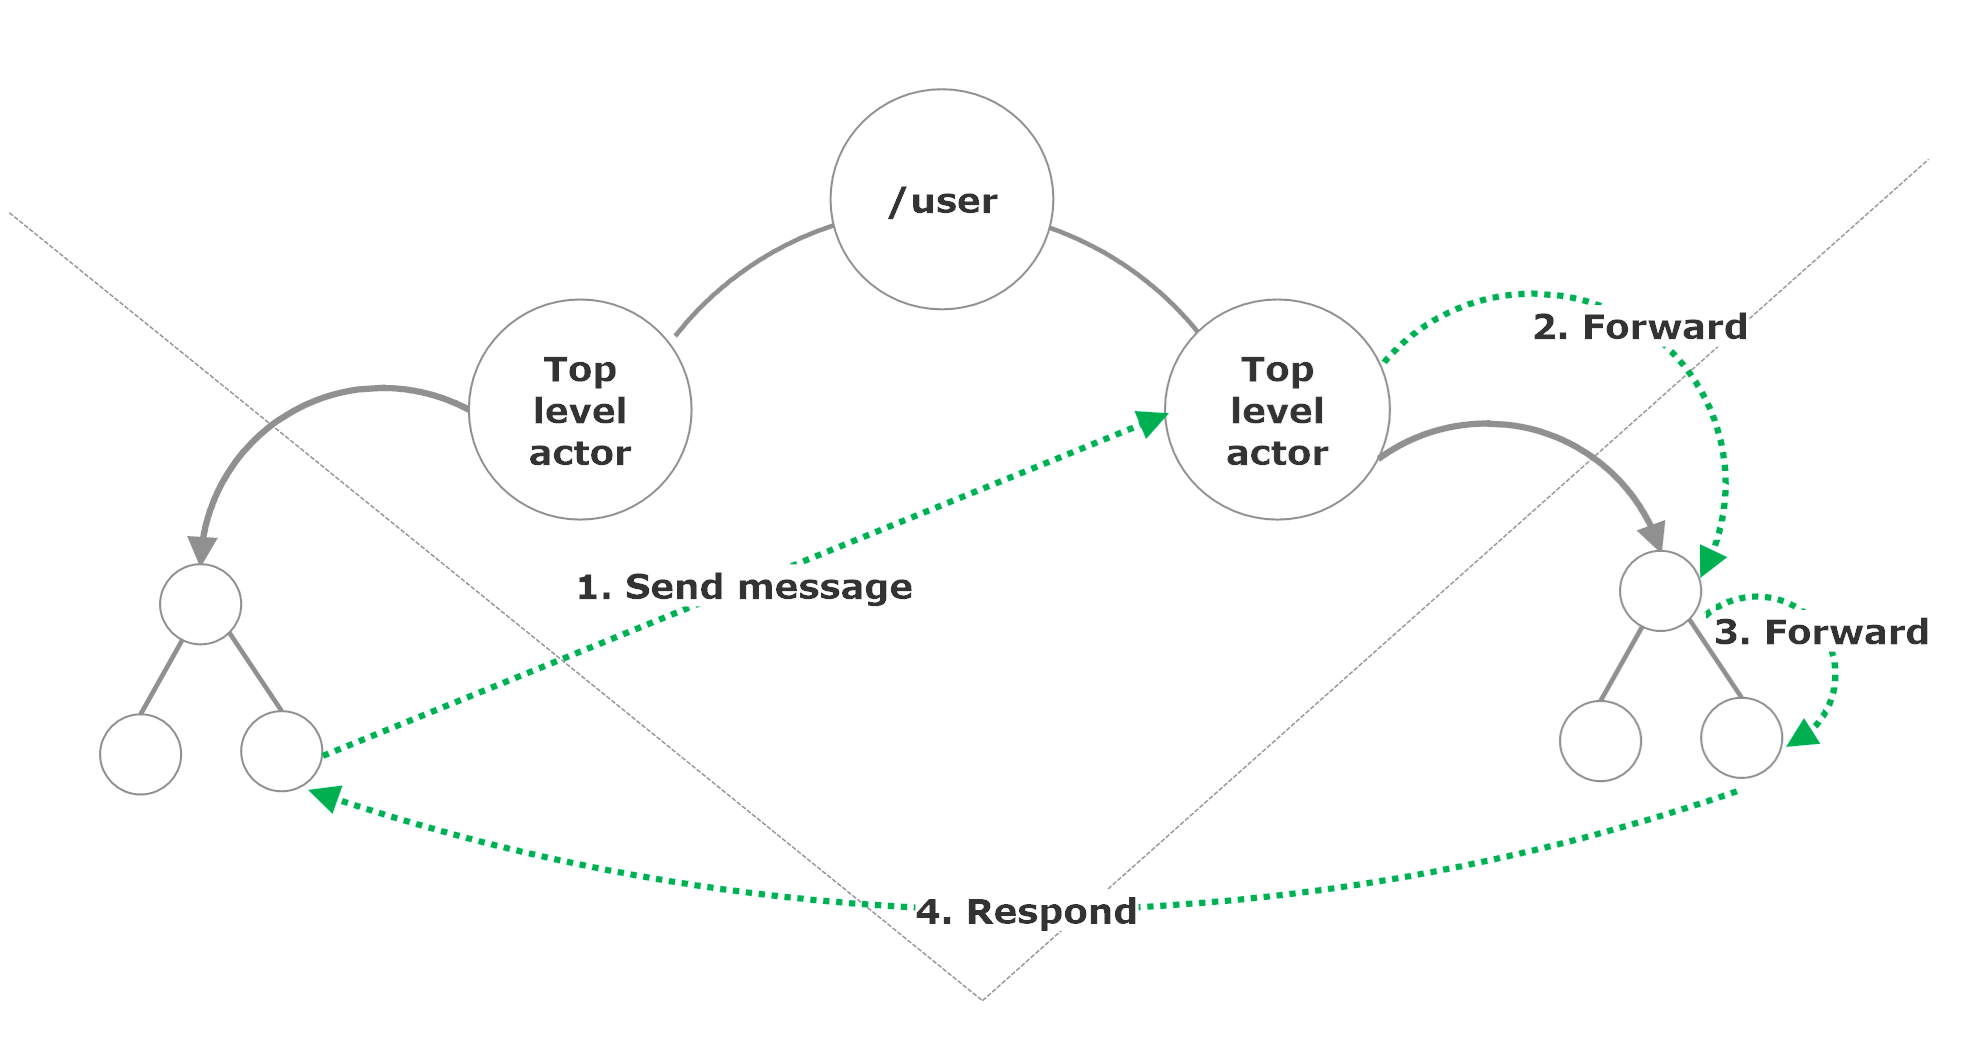 /user
Top
level
actor
Top
level
actor
2. Forward
1. Send message
3. Forward
4. Respond